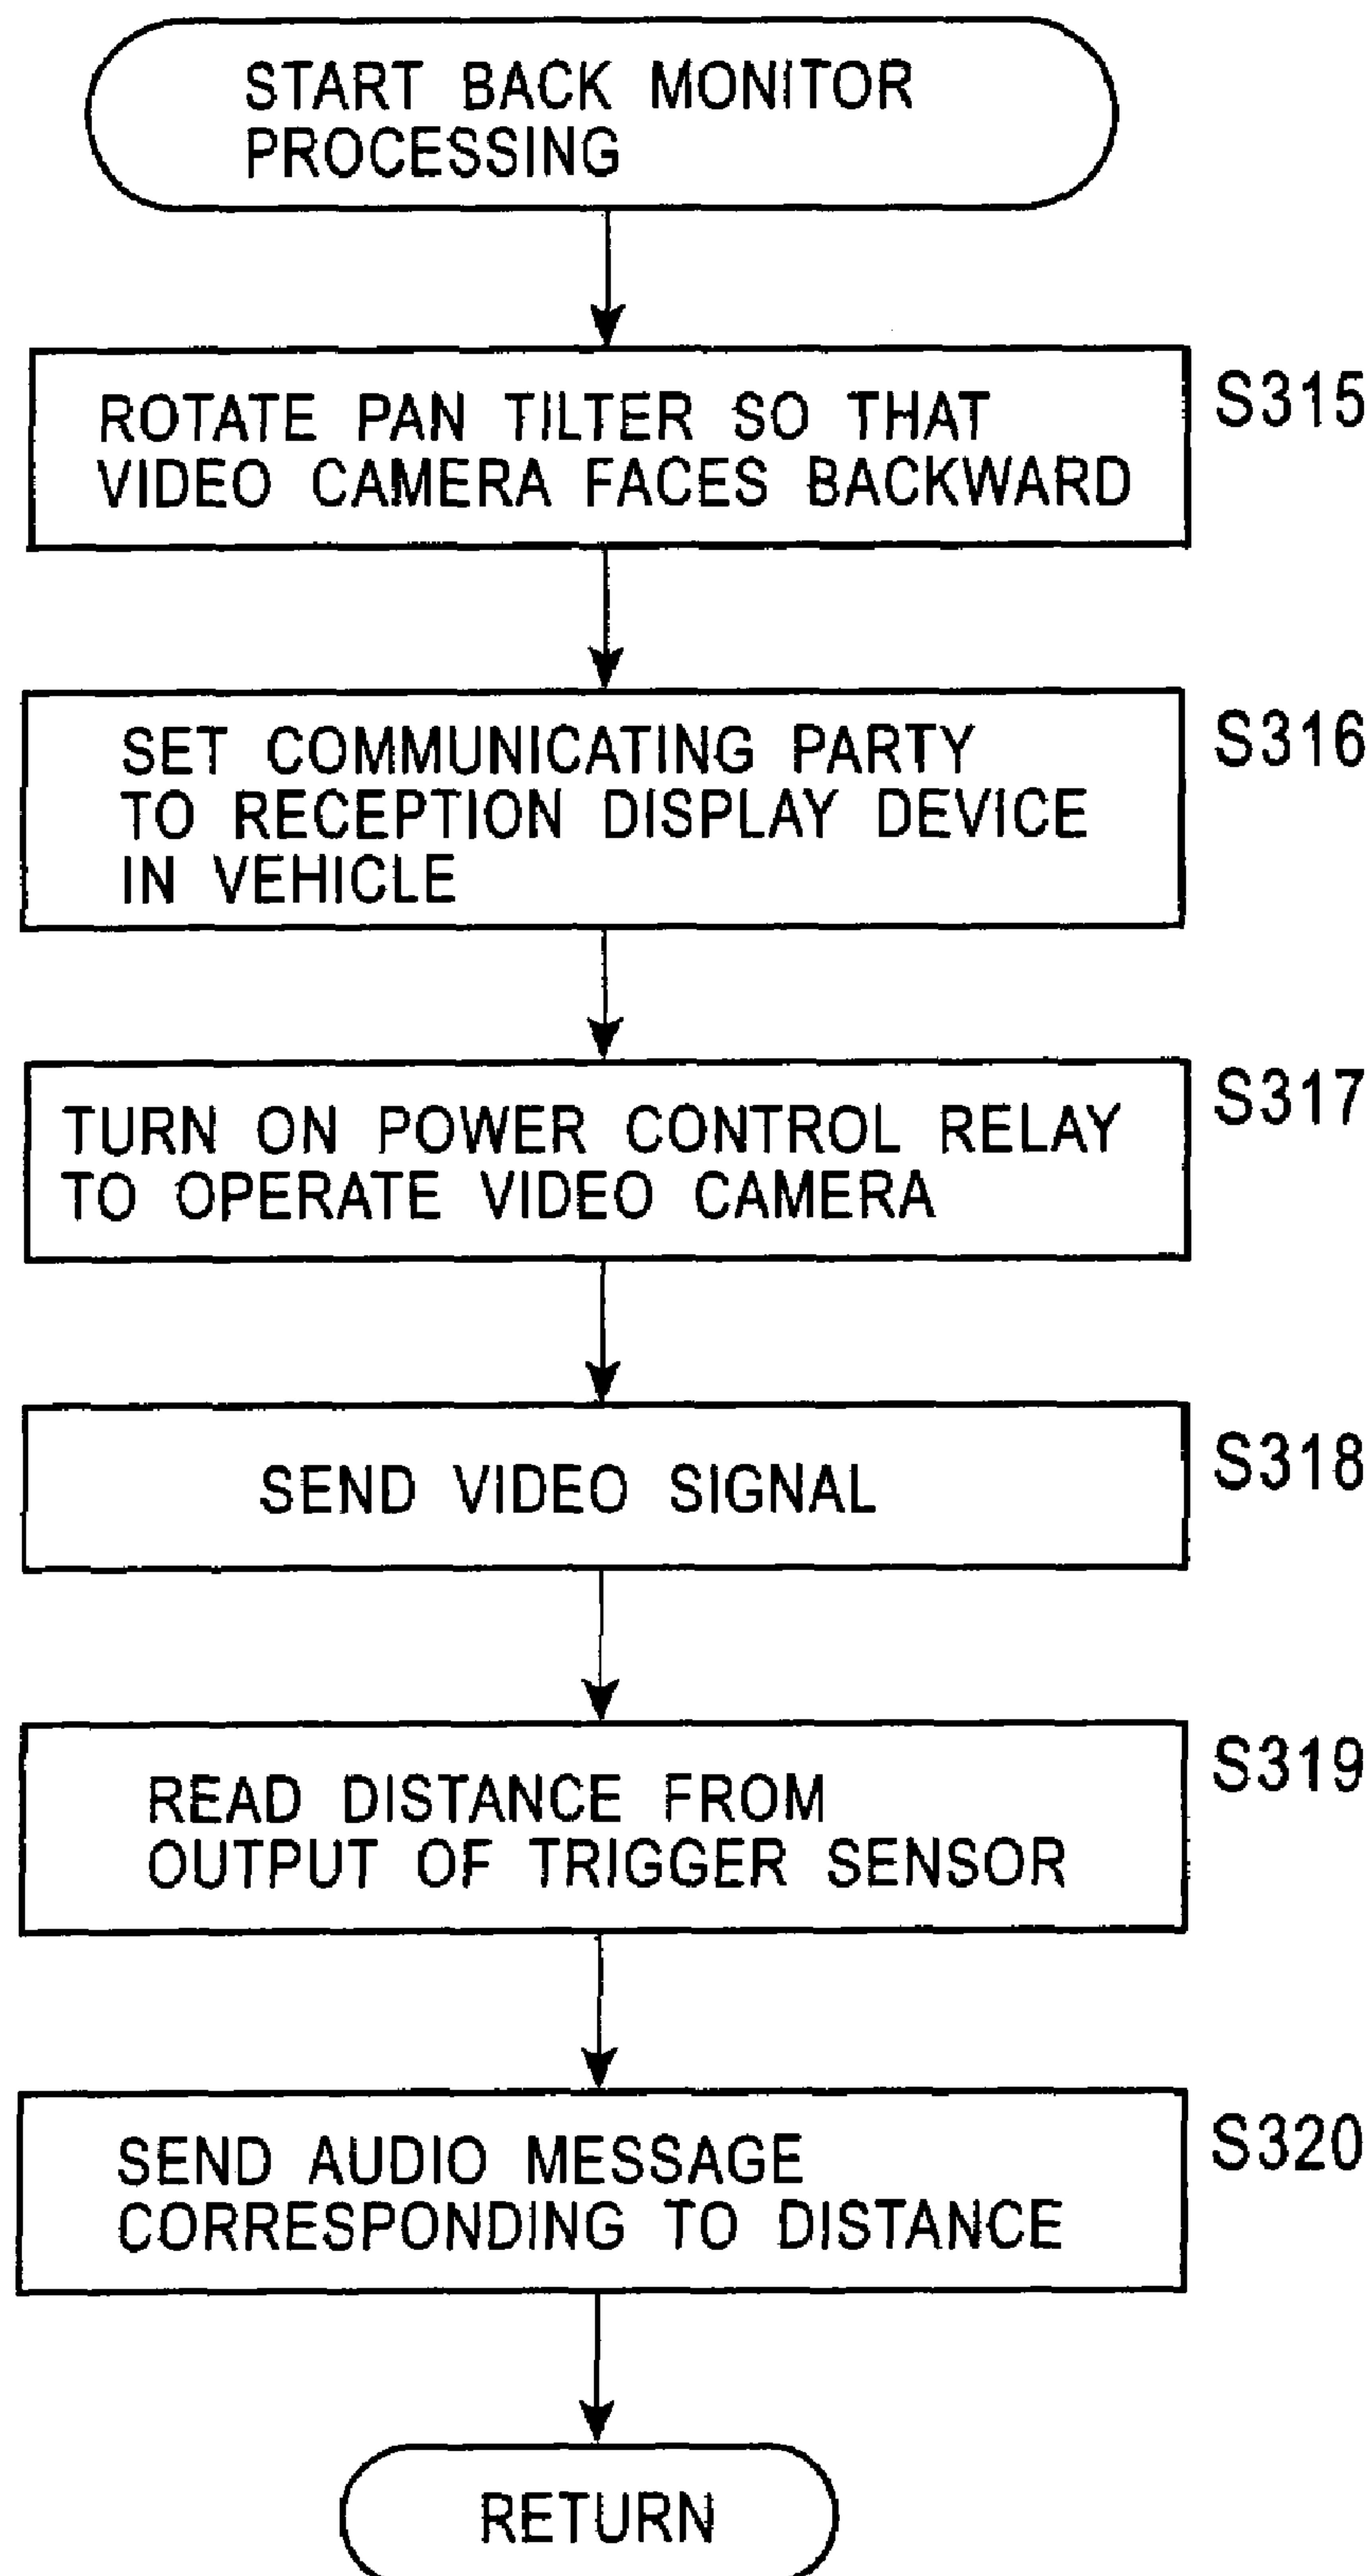 START BACK MONITOR
PROCESSING
ROTATE PAN TILTER SO THAT
VIDEO CAMERA FACES BACKWARD
S315
SET COMMUNICATING PARTY
TO RECEPTION DISPLAY DEVICE
IN VEHICLE
S316
TURN ON POWER CONTROL RELAY
TO OPERATE VIDEO CAMERA
S317
SEND VIDEO SIGNAL
S318
READ DISTANCE FROM
OUTPUT OF TRIGGER SENSOR
S319
SEND AUDIO MESSAGE
CORRESPONDING TO DISTANCE
S320
RETURN